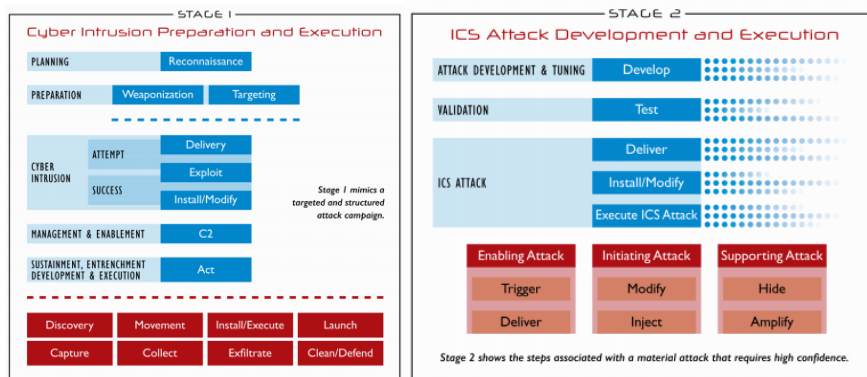 STAGE 1
Cyber Intrusion Preparation and Execution
PLANNING
Reconnaissance
PREPARATION
Weaponization
Targeting
CYBER
INTRUSION
ATTEMPT
SUCCESS
Delivery
Exploit
Install/Modify
Stage 1 mimics a
targeted and structured
attack campaign.
MANAGEMENT & ENABLEMENT
C2
SUSTAINMENT, ENTRENCHMENT
DEVELOPMENT & EXECUTION
Act
Discovery
Movement
Install/Execute
Launch
Capture
Collect
Exfiltrate
Clean/Defend
STAGE 2
ICS Attack Development and Execution
ATTACK DEVELOPMENT & TUNING
Develop
VALIDATION
Test
ICS ATTACK
Deliver
Install/Modify
Execute ICS Attack
Enabling Attack
Initiating Attack
Supporting Attack
Trigger
Modify
Hide
Deliver
Inject
Amplify
Stage 2 shows the steps associated with a material attack that requires high confidence.